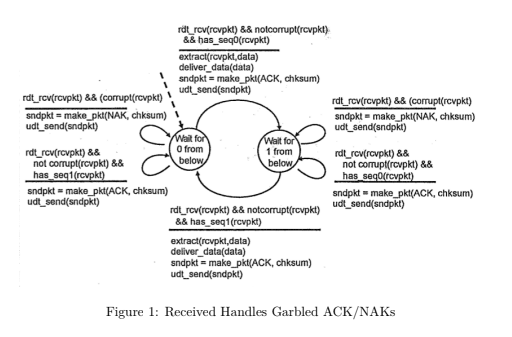 rdt_rcv(rcvpkt) && notcorrupt(rcvpkt)
&& has_seq0(rcvpkt)
extract(rcvpkt,data)
deliver_data(data)
sndpkt = make_pkt(ACK, chksum)
udt_send(sndpkt)
rdt_rcv(rcvpkt) && (corrupt(rcvpkt)
sndpkt = make_pkt(NAK, chksum)
udt_send(sndpkt)
rdt_rcv(rcvpkt) &&
not corrupt(rcvpkt) &&
has_seq1(rcvpkt)
sndpkt = make_pkt(ACK, chksum)
udt_send(sndpkt)
Wait for
0 from
below
Wait for
1 from
below
rdt_rcv(rcvpkt) && (corrupt(rcvpkt)
sndpkt = make_pkt(NAK, chksum)
udt_send(sndpkt)
rdt_rcv(rcvpkt) &&
not corrupt(rcvpkt) &&
has_seq0(rcvpkt)
sndpkt = make_pkt(ACK, chksum)
udt_send(sndpkt)
rdt_rcv(rcvpkt) && notcorrupt(rcvpkt)
&& has_seq1(rcvpkt)
extract(rcvpkt,data)
deliver_data(data)
sndpkt = make_pkt(ACK, chksum)
udt_send(sndpkt)
Figure 1: Received Handles Garbled ACK/NAKs